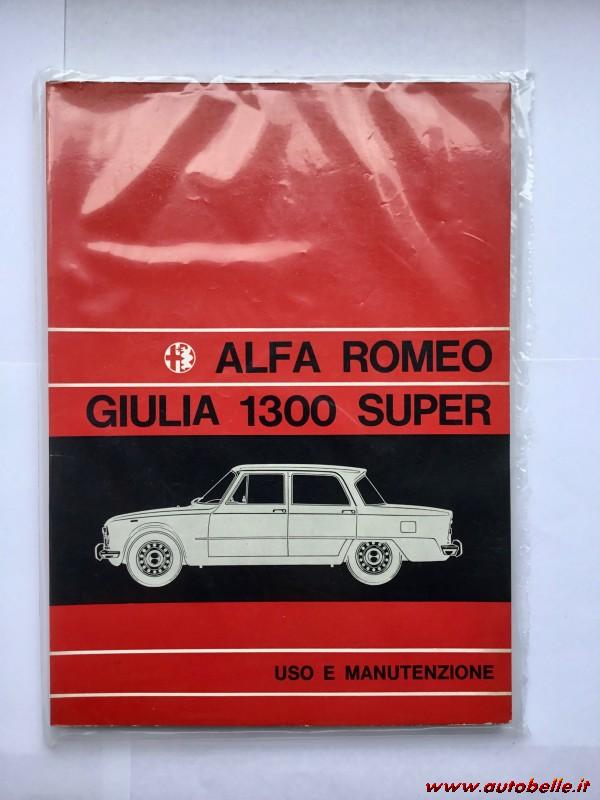 ALFA ROMEO
GIULIA 1300 SUPER
USO E MANUTENZIONE
www.autobelle.it